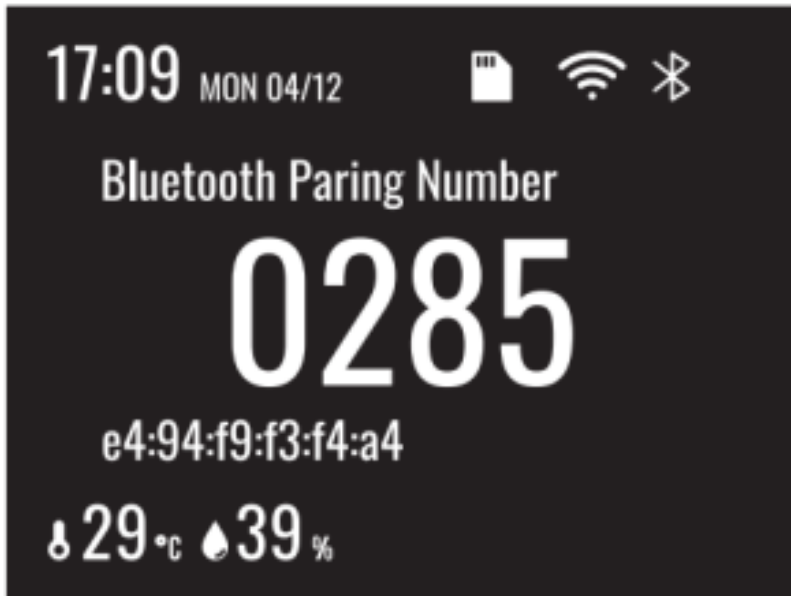 17:09 MON 04/12
Bluetooth Paring Number
0285
e4:94:f9:f3:f4:a4
29 °C 39 %